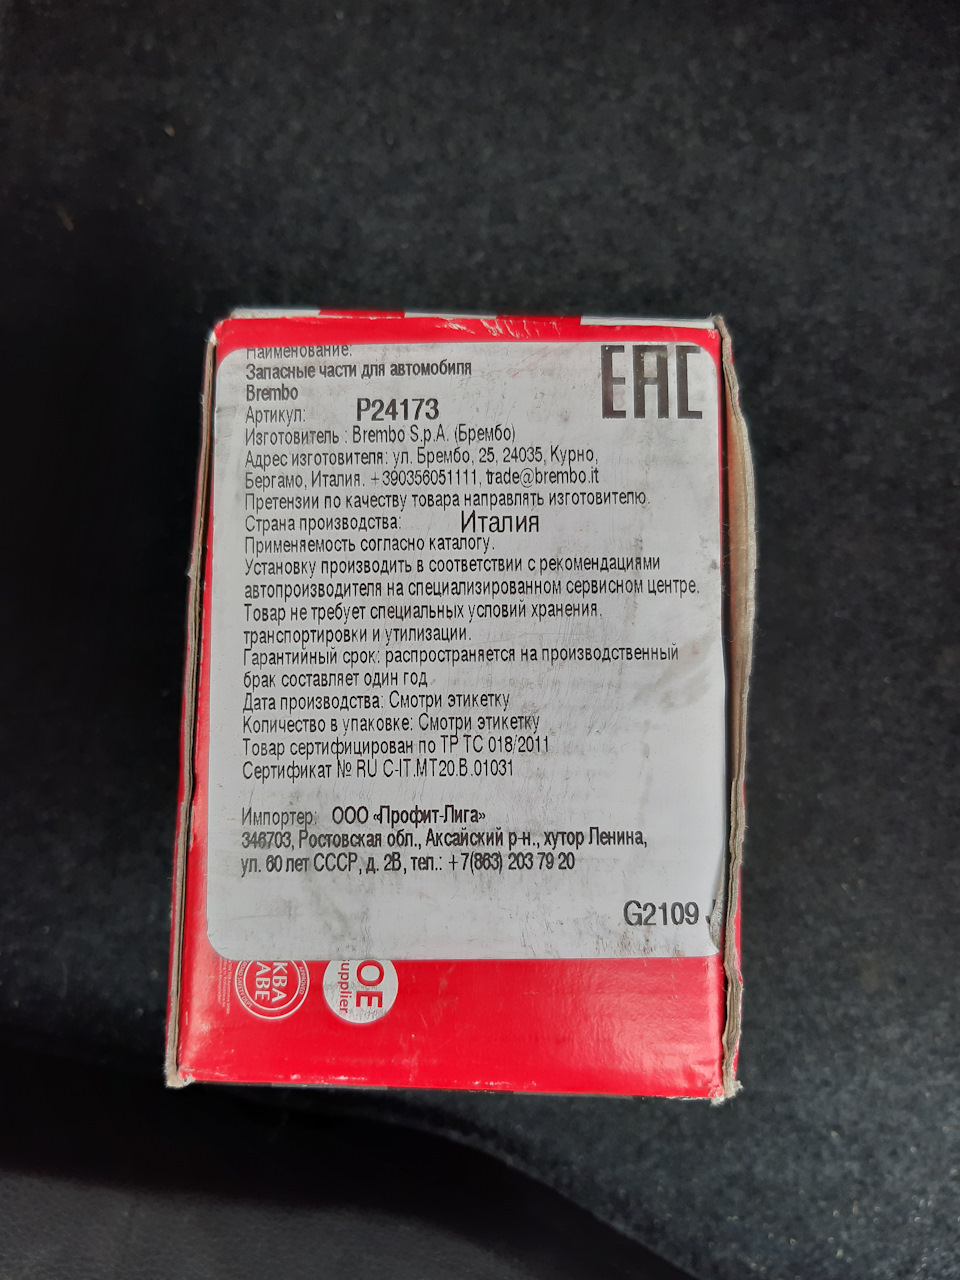 Наименование:
Запасные части для автомобиля
Brembo
Артикул: P24173
Изготовитель : Brembo S.p.A. (Брембо)
Адрес изготовителя: ул. Брембо, 25, 24035, Курно,
Бергамо, Италия. +390356051111, trade@brembo.it
Претензии по качеству товара направлять изготовителю.
Страна производства: Италия
Применяемость согласно каталогу.
Установку производить в соответствии с рекомендациями
автопроизводителя на специализированном сервисном центре.
Товар не требует специальных условий хранения,
транспортировки и утилизации.
Гарантийный срок: распространяется на производственный
брак составляет один год
Дата производства: Смотри этикетку
Количество в упаковке: Смотри этикетку
Товар сертифицирован по ТР ТС 018/2011
Сертификат № RU C-IT.MT20.B.01031
Импортер: ООО «Профит-Лига»
346703, Ростовская обл., Аксайский р-н., хутор Ленина,
ул. 60 лет СССР, д. 2В, тел.: +7(863) 203 79 20
G2109
EAC
KBA
ABE
OE
supplier